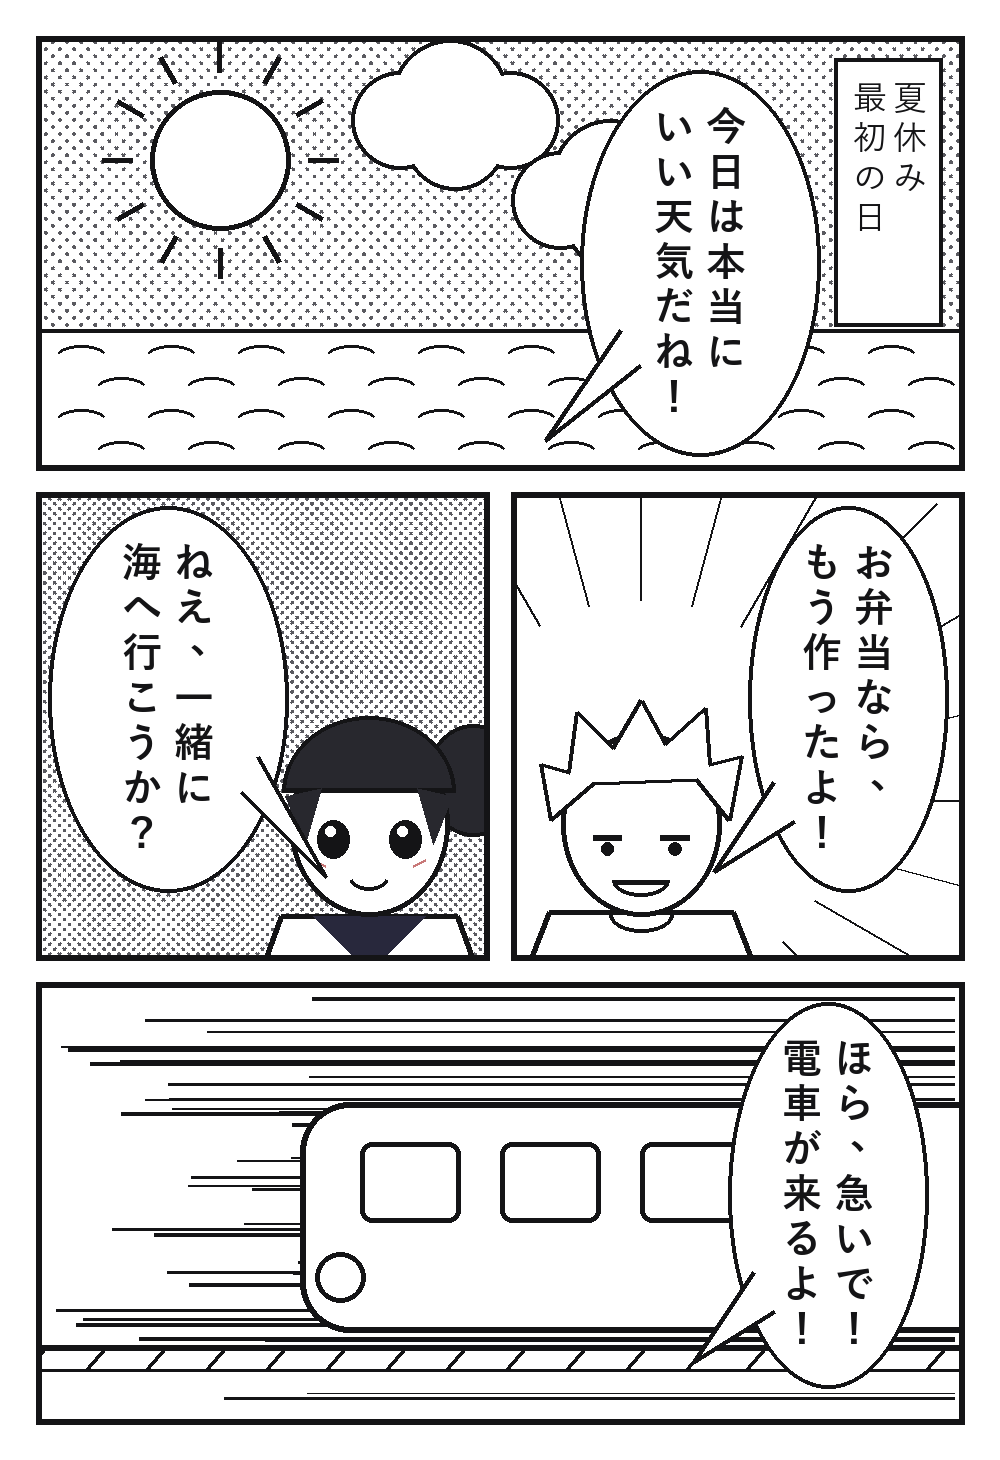 夏休み
最初の日
今日は本当に
いい天気だね！
お弁当なら、
もう作ったよ！
ねえ、一緒に
海へ行こうか？
ほら、急いで！
電車が来るよ！